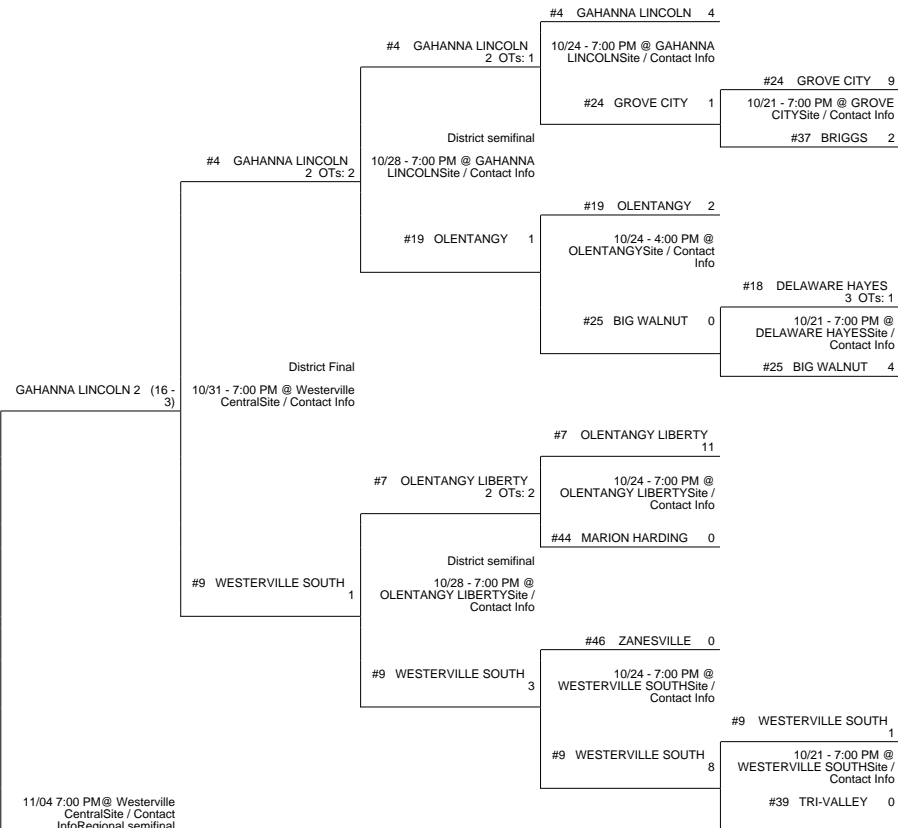 #4 GAHANNA LINCOLN 4
#4 GAHANNA LINCOLN
2 OTs: 1
10/24 - 7:00 PM @ GAHANNA
LINCOLNSite / Contact Info
#24 GROVE CITY 9
#24 GROVE CITY 1
10/21 - 7:00 PM @ GROVE
CITYSite / Contact Info
#37 BRIGGS 2
District semifinal
#4 GAHANNA LINCOLN
2 OTs: 2
10/28 - 7:00 PM @ GAHANNA
LINCOLNSite / Contact Info
#19 OLENTANGY 2
#19 OLENTANGY 1
10/24 - 4:00 PM @
OLENTANGYSite / Contact
Info
#18 DELAWARE HAYES
3 OTs: 1
#25 BIG WALNUT 0
10/21 - 7:00 PM @
DELAWARE HAYESSite /
Contact Info
#25 BIG WALNUT 4
District Final
GAHANNA LINCOLN 2 (16 -
3)
10/31 - 7:00 PM @ Westerville
CentralSite / Contact Info
#7 OLENTANGY LIBERTY
11
#7 OLENTANGY LIBERTY
2 OTs: 2
10/24 - 7:00 PM @
OLENTANGY LIBERTYSite /
Contact Info
#44 MARION HARDING 0
District semifinal
#9 WESTERVILLE SOUTH
1
10/28 - 7:00 PM @
OLENTANGY LIBERTYSite /
Contact Info
#46 ZANESVILLE 0
#9 WESTERVILLE SOUTH
3
10/24 - 7:00 PM @
WESTERVILLE SOUTHSite /
Contact Info
#9 WESTERVILLE SOUTH
1
#9 WESTERVILLE SOUTH
8
10/21 - 7:00 PM @
WESTERVILLE SOUTHSite /
Contact Info
#39 TRI-VALLEY 0
11/04 7:00 PM@ Westerville
CentralSite / Contact
InfoRegional semifinal